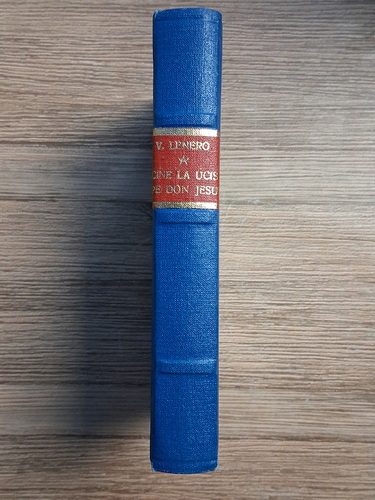 V. LENERO
CINE LA UCIS
PE DON JESU